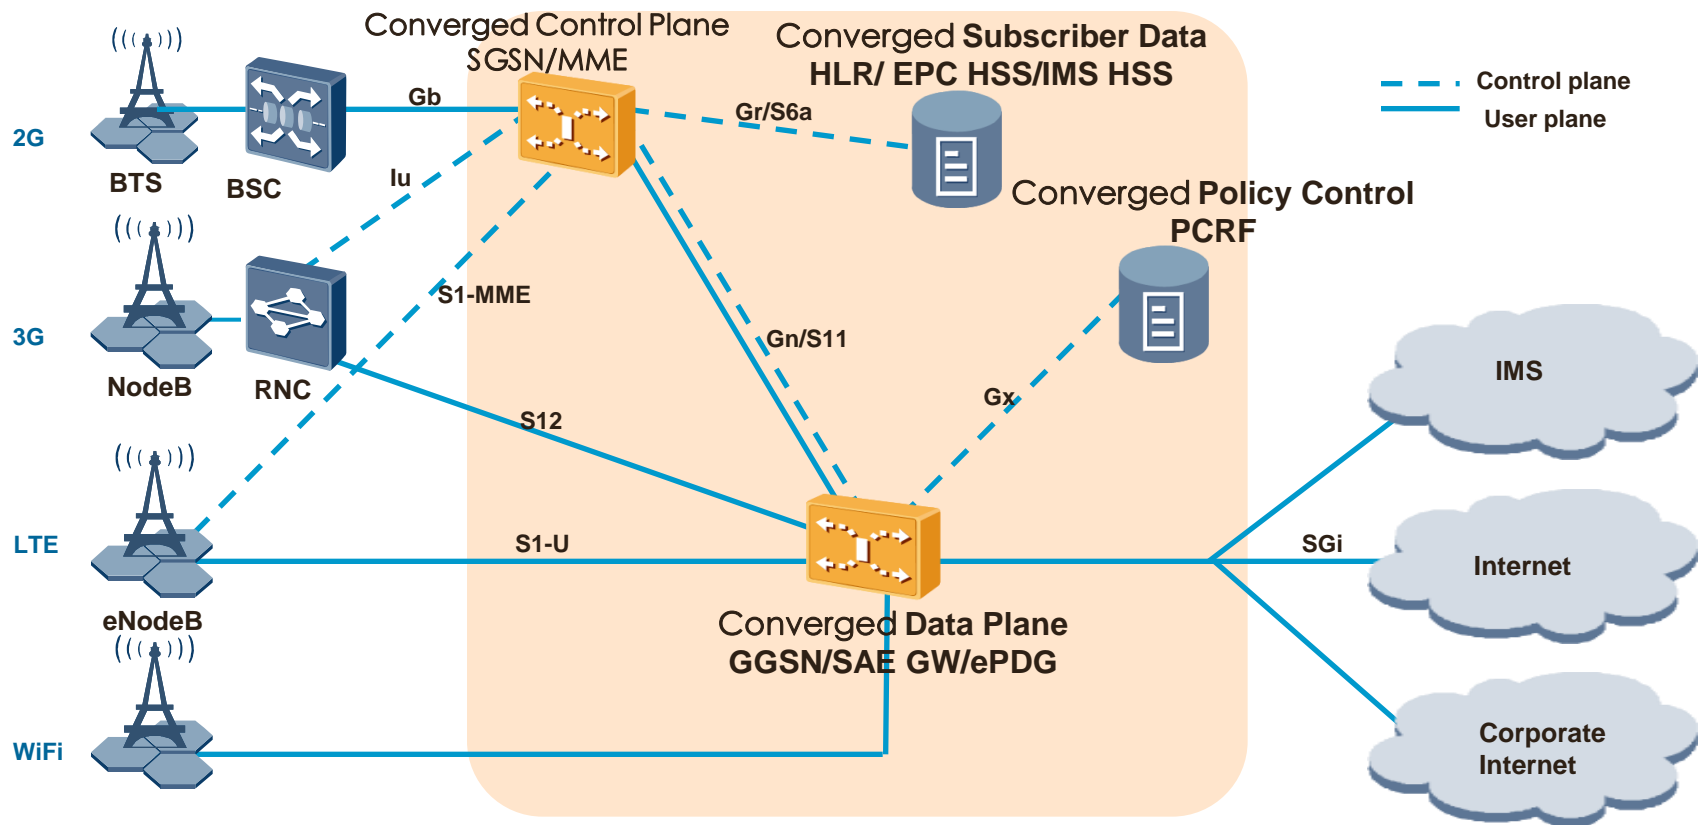 Converged Control Plane
SGSN/MME
Converged Subscriber Data
HLR/ EPC HSS/IMS HSS
Control plane
User plane
Gb
Gr/S6a
2G
BTS
BSC
Iu
Converged Policy Control
PCRF
S1-MME
3G
Gn/S11
NodeB
RNC
Gx
IMS
S12
LTE
S1-U
SGi
Internet
eNodeB
Converged Data Plane
GGSN/SAE GW/ePDG
WiFi
Corporate
Internet